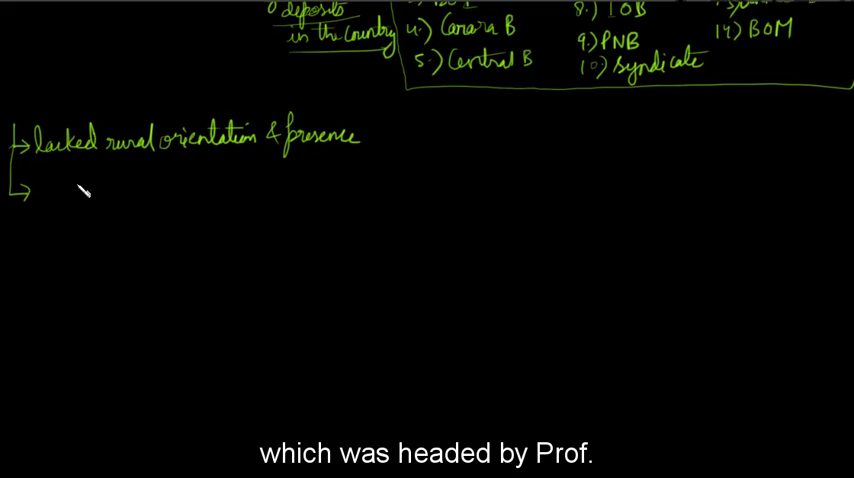 deposits
in the Country
4.) Canara B
5.) Central B
8.) IOB
9.) PNB
10) Syndicate
14) BOM
→ lacked rural orientation & presence
→
which was headed by Prof.